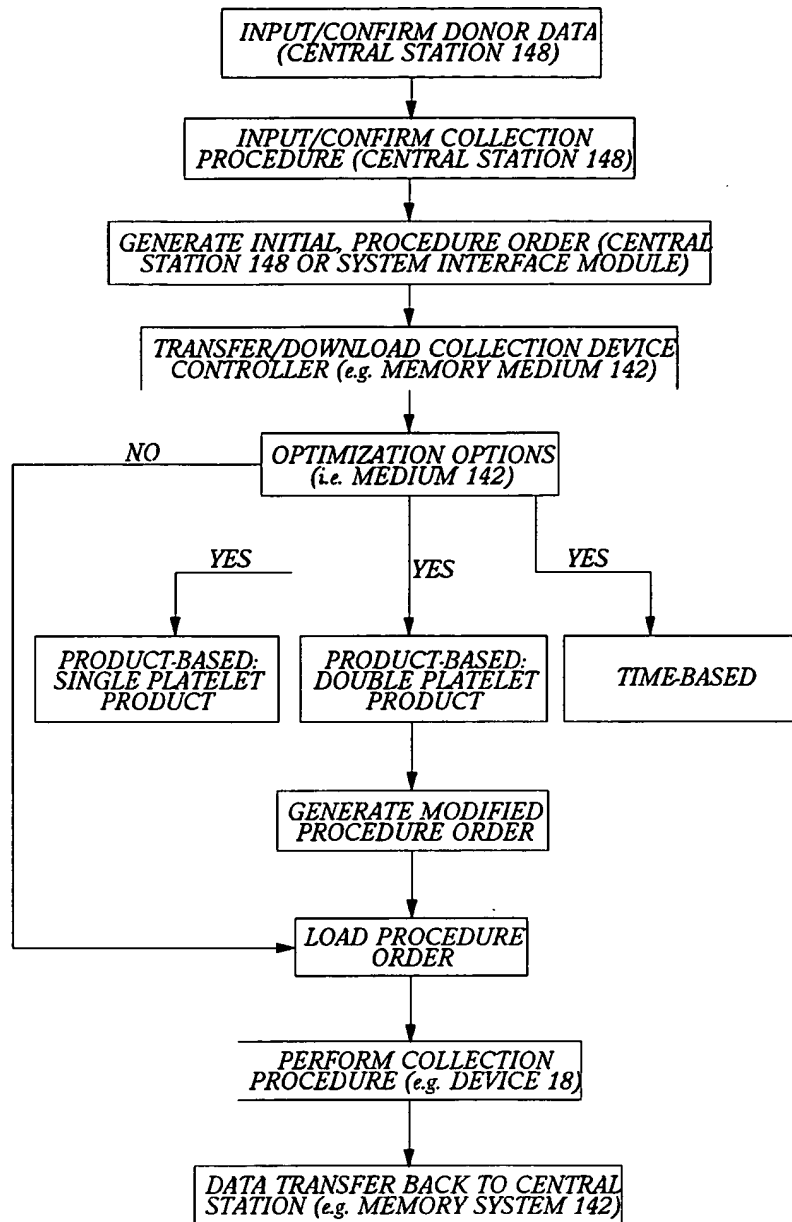 INPUT/CONFIRM DONOR DATA
(CENTRAL STATION 148)
INPUT/CONFIRM COLLECTION
PROCEDURE (CENTRAL STATION 148)
GENERATE INITIAL, PROCEDURE ORDER (CENTRAL
STATION 148 OR SYSTEM INTERFACE MODULE)
TRANSFER/DOWNLOAD COLLECTION DEVICE
CONTROLLER (e.g. MEMORY MEDIUM 142)
NO
OPTIMIZATION OPTIONS
(i.e. MEDIUM 142)
YES
YES
YES
PRODUCT-BASED:
SINGLE PLATELET
PRODUCT
PRODUCT-BASED:
DOUBLE PLATELET
PRODUCT
TIME-BASED
GENERATE MODIFIED
PROCEDURE ORDER
LOAD PROCEDURE
ORDER
PERFORM COLLECTION
PROCEDURE (e.g. DEVICE 18)
DATA TRANSFER BACK TO CENTRAL
STATION (e.g. MEMORY SYSTEM 142)